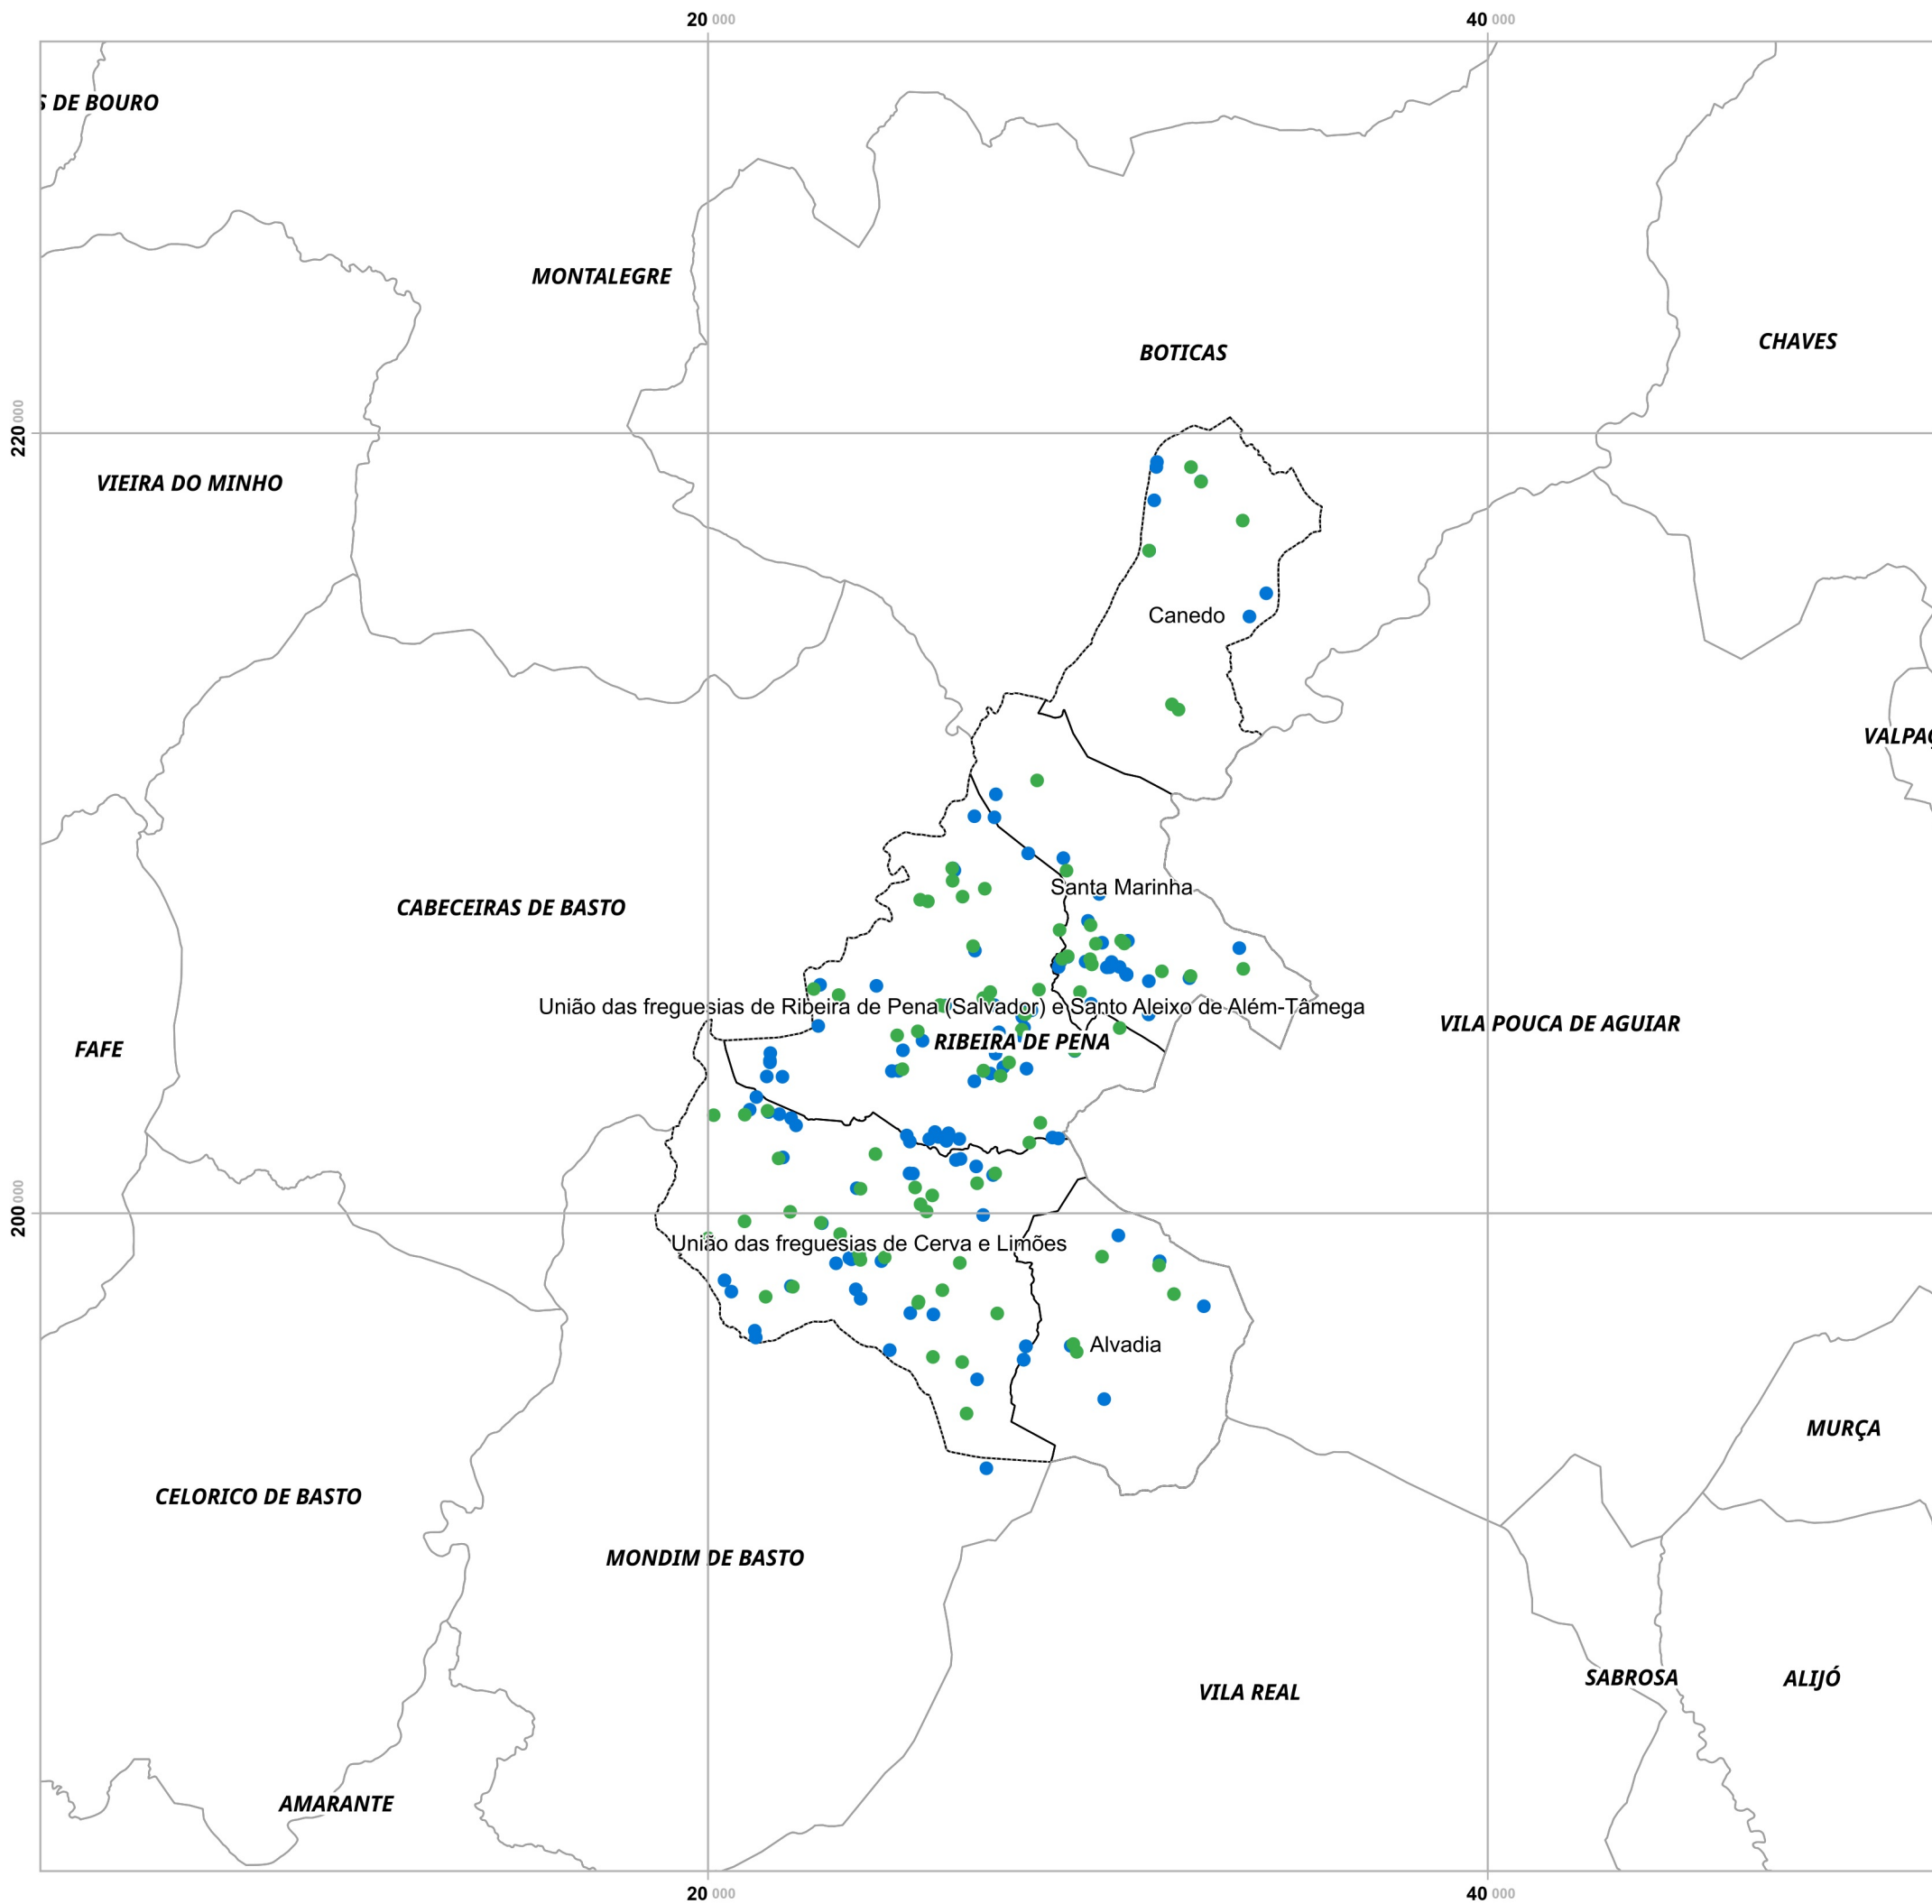 20 000
40 000
S DE BOURO
MONTALEGRE
BOTICAS
CHAVES
220 000
VIEIRA DO MINHO
Canedo
VALPAÇ
Santa Marinha
CABECEIRAS DE BASTO
União das freguesias de Ribeira de Pena (Salvador) e Santo Aleixo de Além-Tâmega
VILA POUCA DE AGUIAR
RIBEIRA DE PENA
FAFE
200 000
União das freguesias de Cerva e Limões
Alvadia
MURÇA
CELORICO DE BASTO
MONDIM DE BASTO
SABROSA
ALIJÓ
VILA REAL
AMARANTE
20 000
40 000